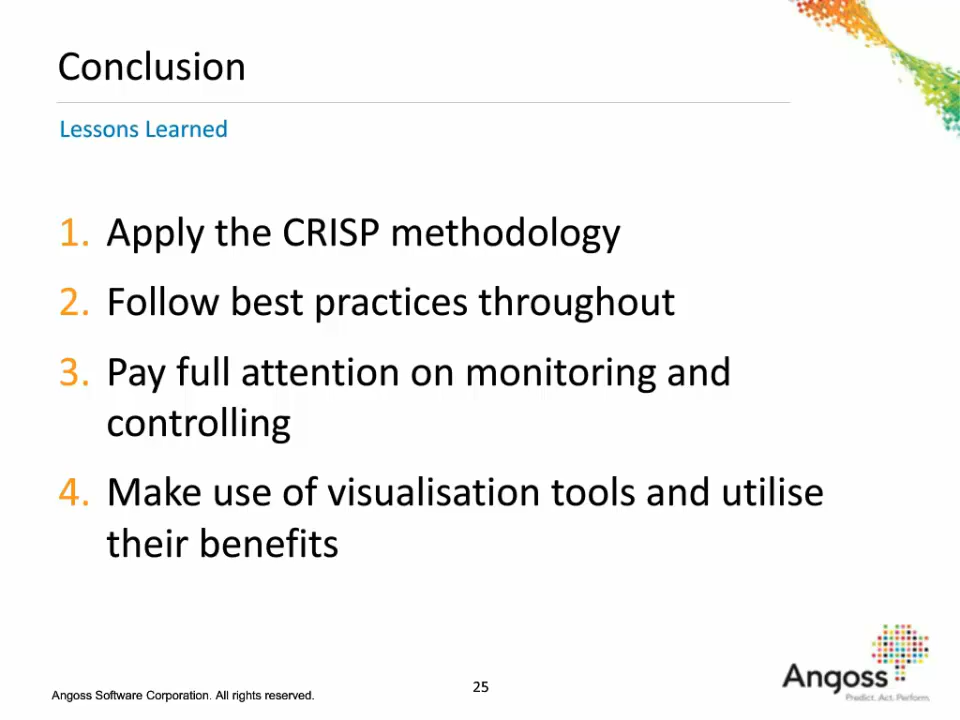 Conclusion
Lessons Learned
1. Apply the CRISP methodology
2. Follow best practices throughout
3. Pay full attention on monitoring and
controlling
4. Make use of visualisation tools and utilise
their benefits
Angoss
Predict. Act. Perform.
Angoss Software Corporation. All rights reserved.
25